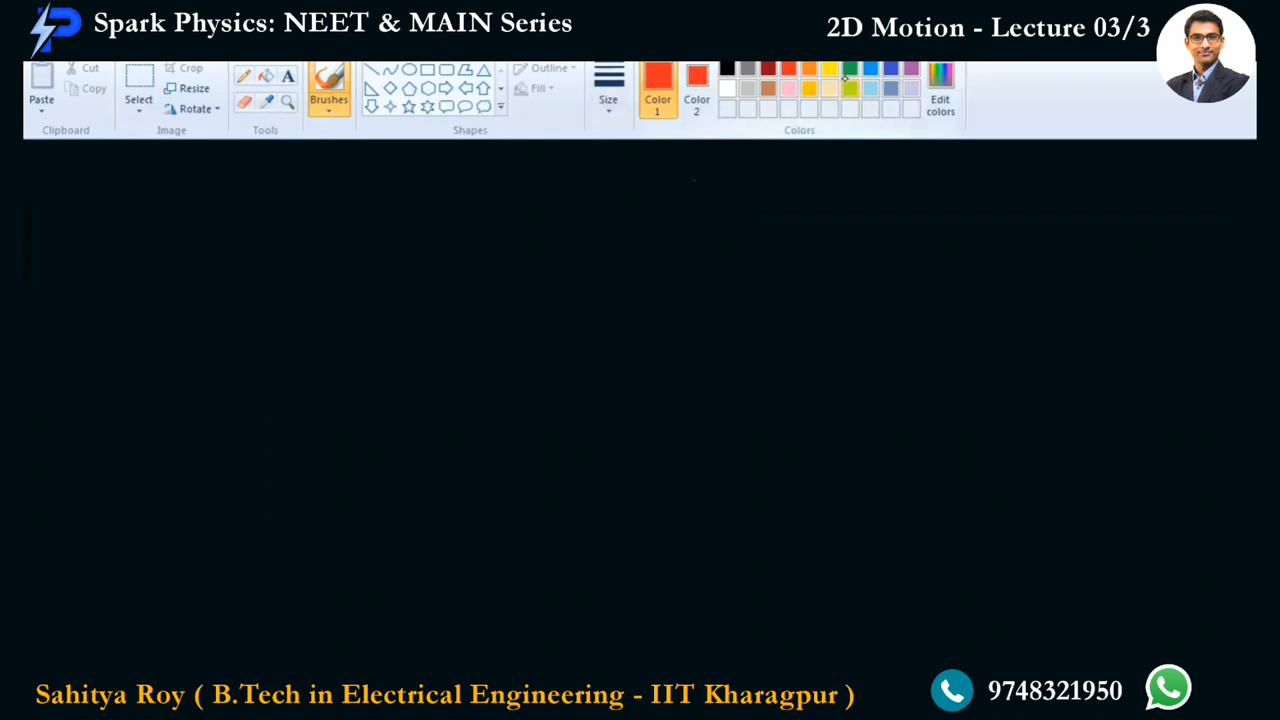 Spark Physics: NEET & MAIN Series
2D Motion - Lecture 03/3
Cut
Copy
Paste
Clipboard
Crop
Resize
Rotate
Select
Image
A
Tools
Brushes
Outline
Fill
Shapes
Size
Color
1
Color
2
Edit
colors
Colors
Sahitya Roy ( B.Tech in Electrical Engineering - IIT Kharagpur )
9748321950